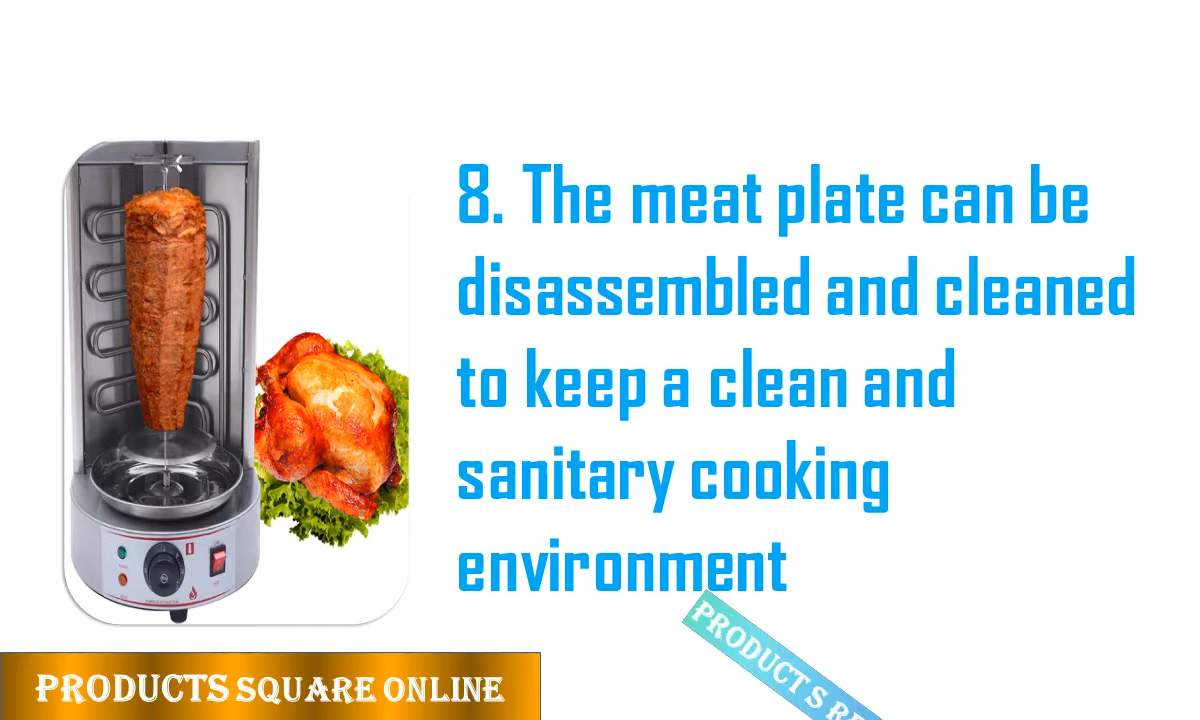 8. The meat plate can be
disassembled and cleaned
to keep a clean and
sanitary cooking
environment
PRODUCT S
PRODUCTS SQUARE ONLINE